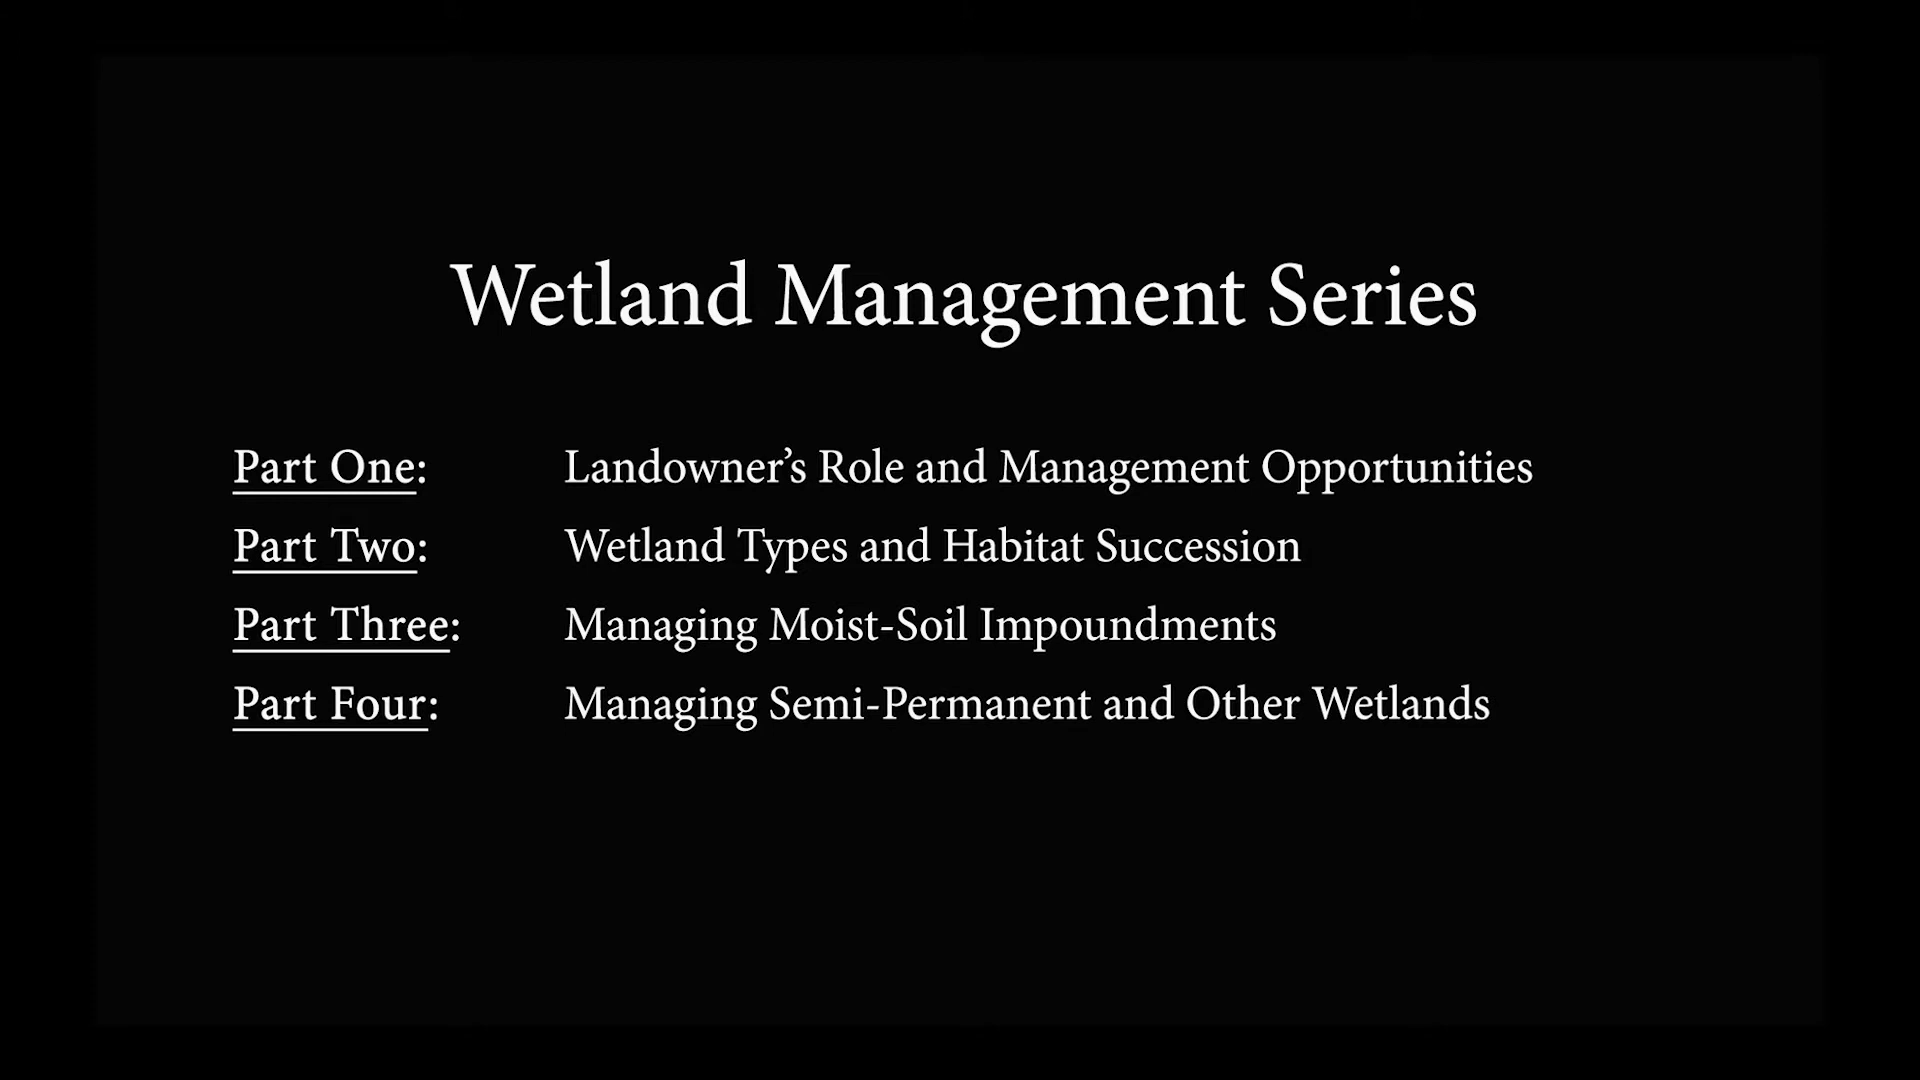 Wetland Management Series
Part One: Landowner’s Role and Management Opportunities
Part Two: Wetland Types and Habitat Succession
Part Three: Managing Moist-Soil Impoundments
Part Four: Managing Semi-Permanent and Other Wetlands